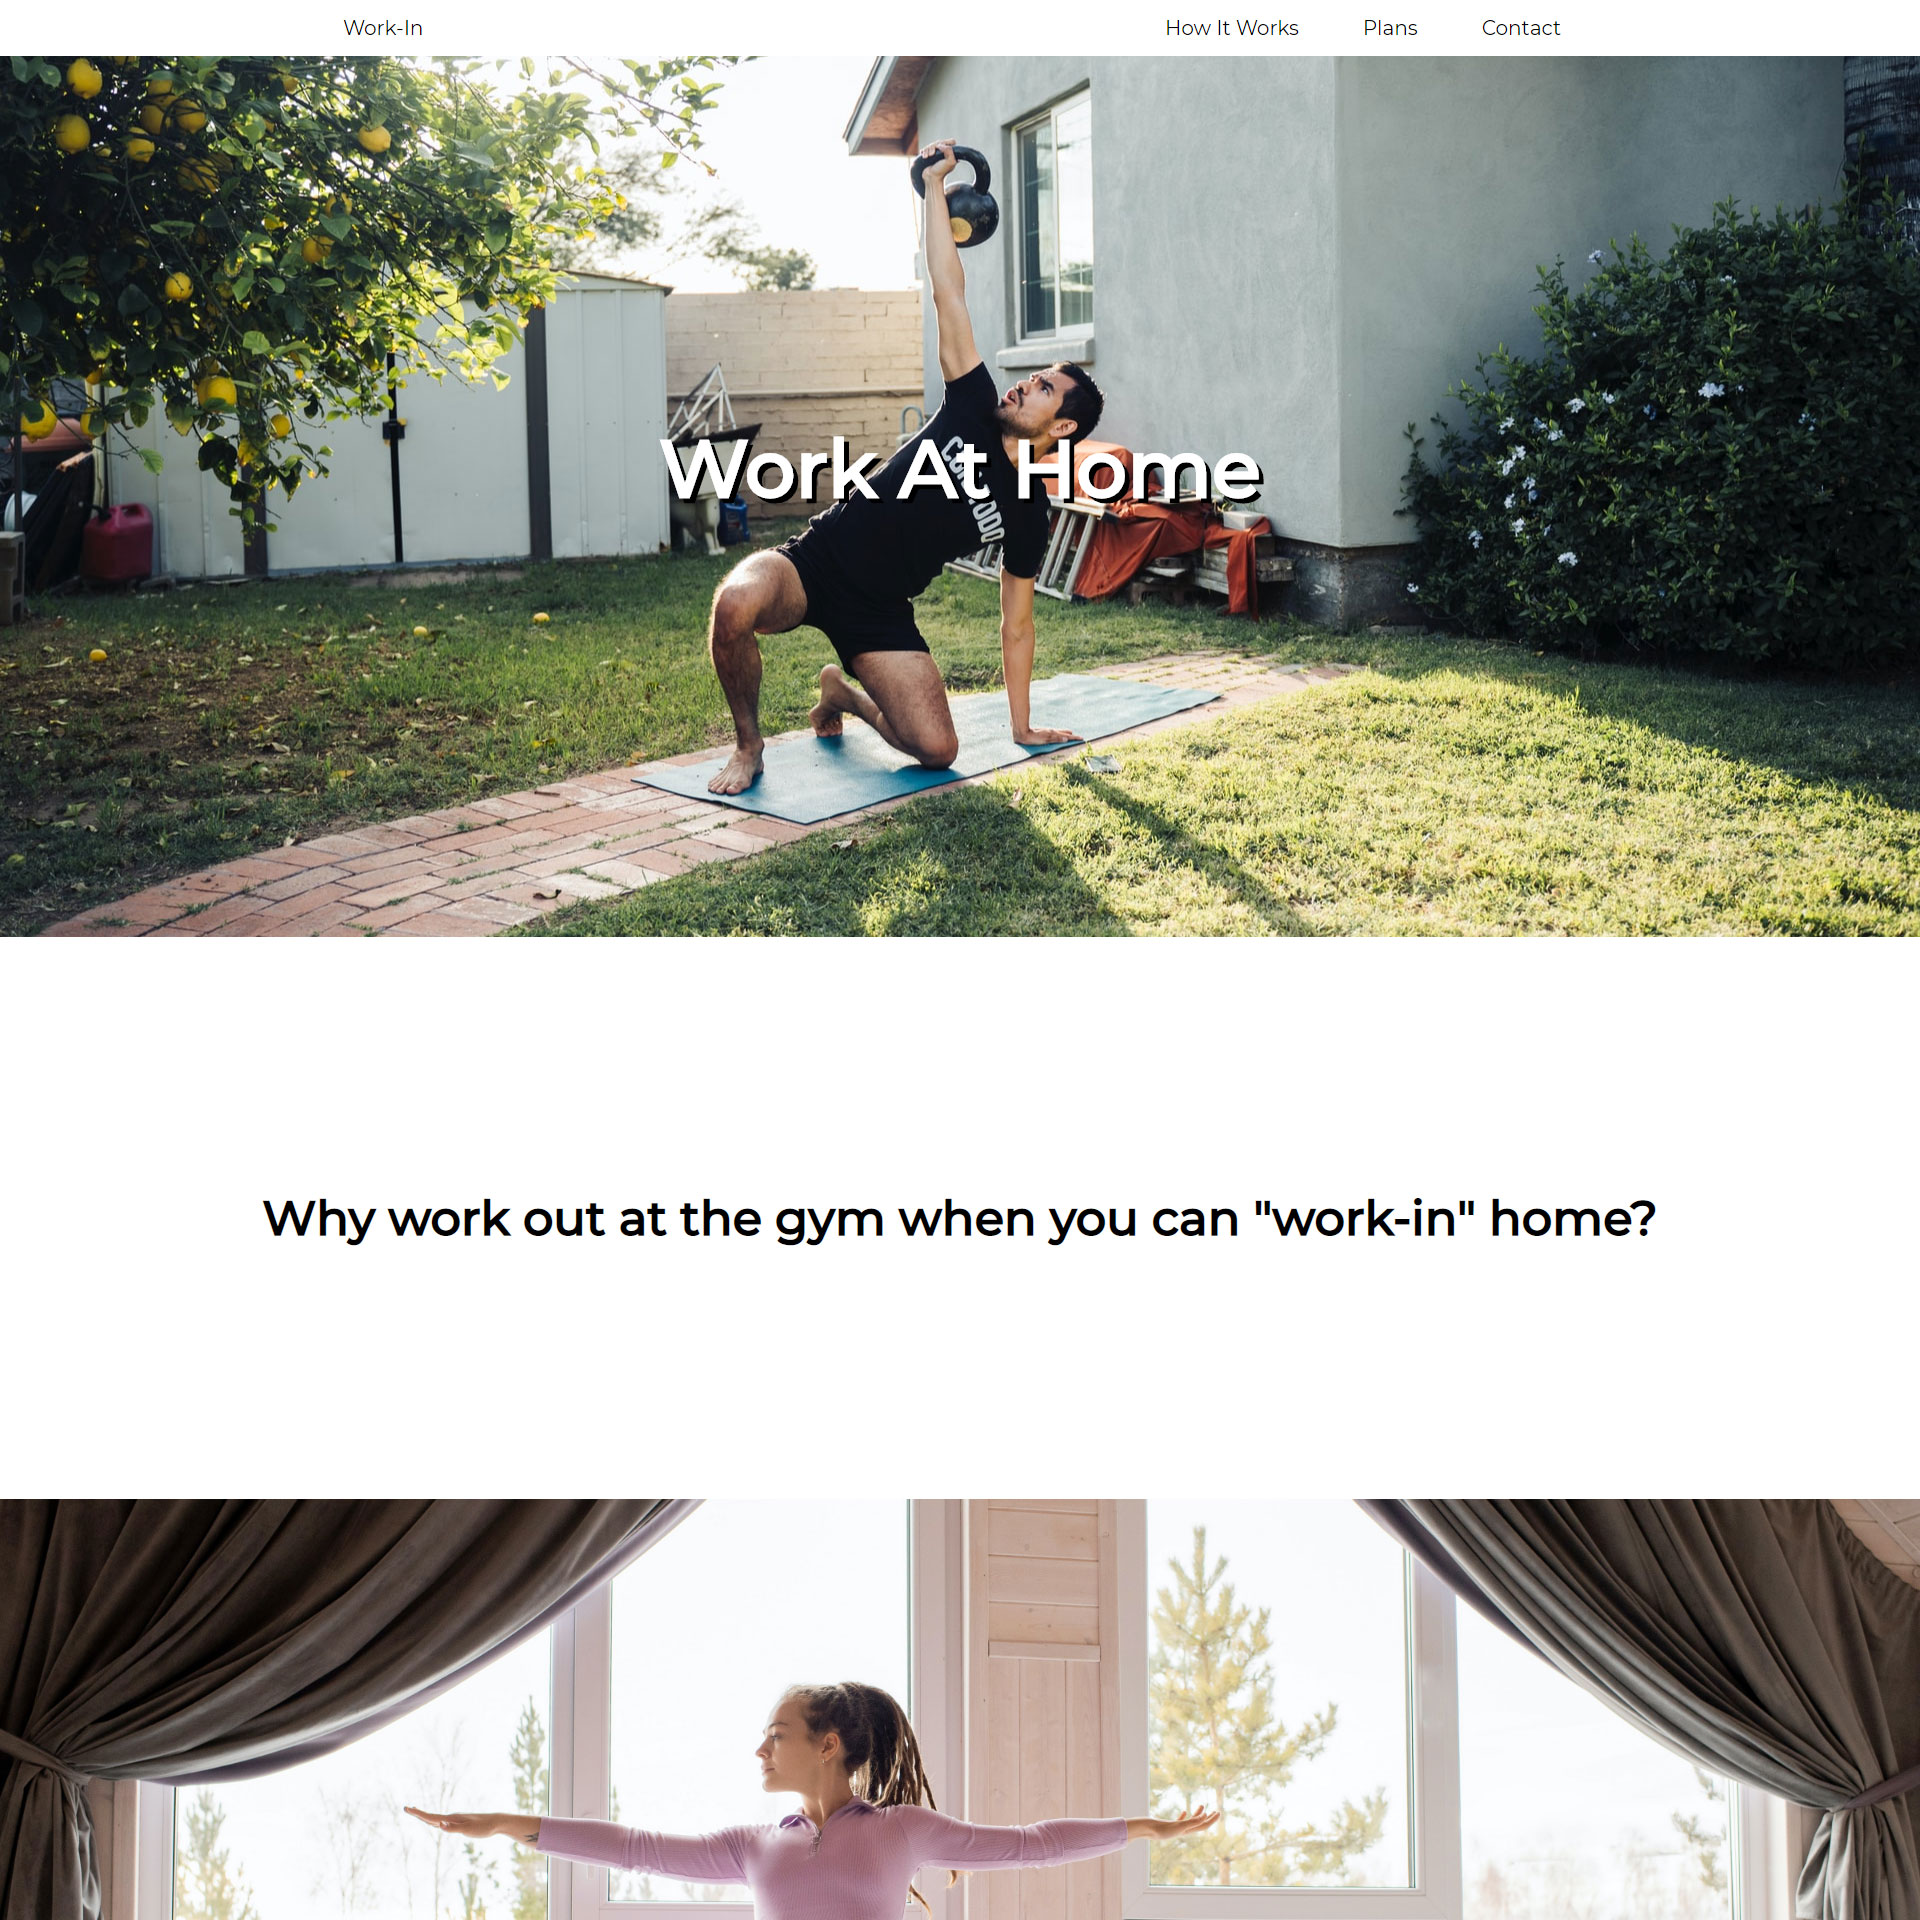 Work-In
How It Works
Plans
Contact
Work At Home
Why work out at the gym when you can "work-in" home?